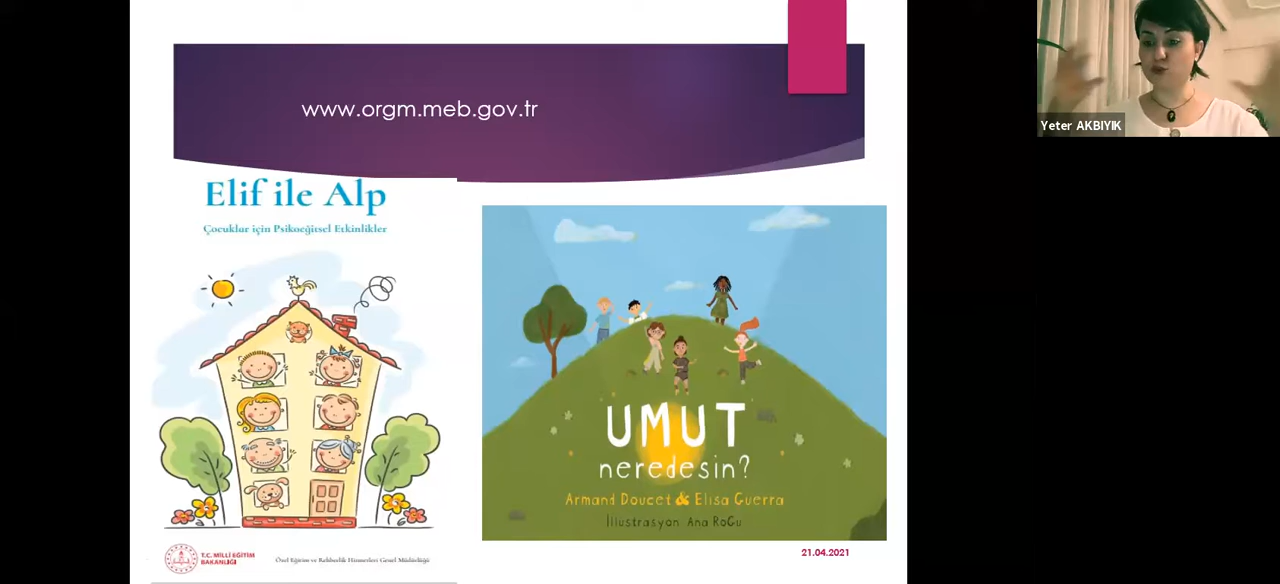 www.orgm.meb.gov.tr
Yeter AKBIYIK
Elif ile Alp
Çocuklar için Psikoeğitsel Etkinlikler
UMUT
neredesin?
Armand Doucet & Elisa Guerra
İllustrasyon Ana RoGu
T.C. MİLLÎ EĞİTİM
BAKANLIĞI
Özel Eğitim ve Rehberlik Hizmetleri Genel Müdürlüğü
21.04.2021